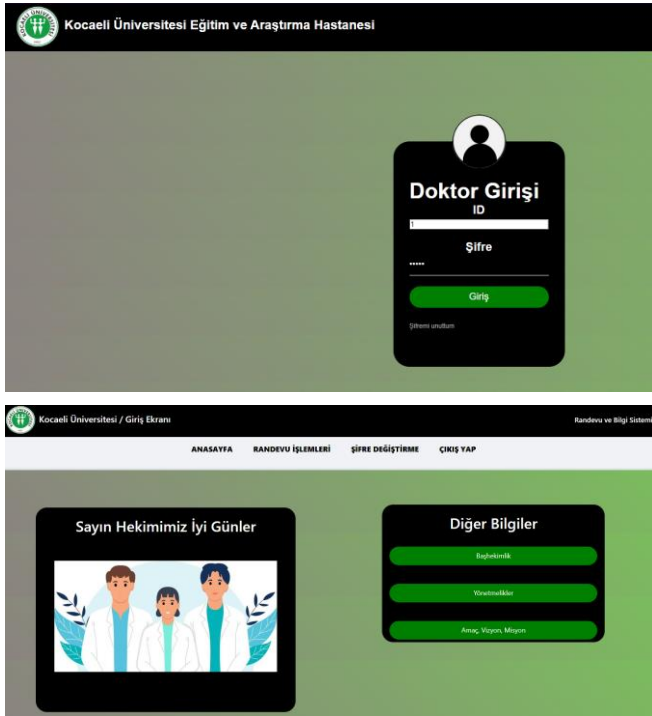 Kocaeli Üniversitesi Eğitim ve Araştırma Hastanesi
Doktor Girişi
ID
1
Şifre
•••••
Giriş
Şifremi unuttum
Kocaeli Üniversitesi / Giriş Ekranı
Randevu ve Bilgi Sistemi
ANASAYFA RANDEVU İŞLEMLERİ ŞİFRE DEĞİŞTİRME ÇIKIŞ YAP
Sayın Hekimimiz İyi Günler
Diğer Bilgiler
Başhekimlik
Yönetmelikler
Amaç, Vizyon, Misyon